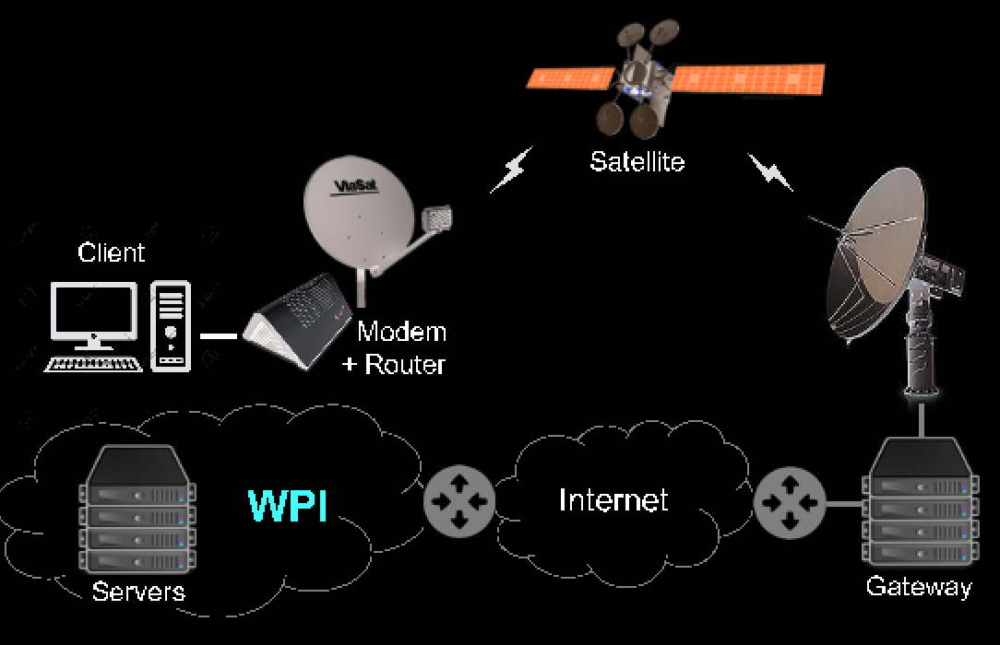 Satellite
ViaSat
Client
Modem
+ Router
WPI
Internet
Servers
Gateway